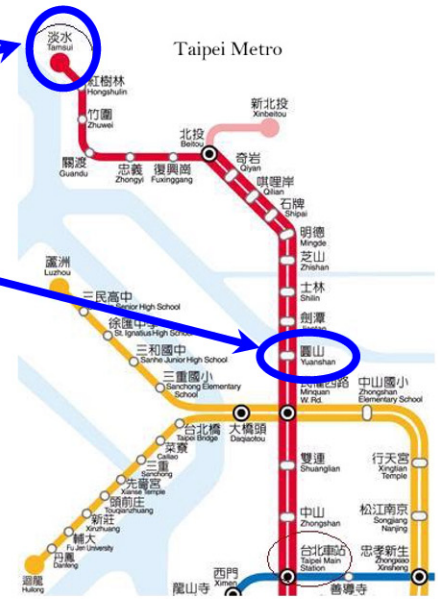 Taipei Metro
淡水
Tamsui
紅樹林
Hongshulin
竹圍
Zhuwei
關渡
Guandu
忠義
Zhongyi
復興崗
Fuxinggang
北投
Beitou
新北投
Xinbeitou
奇岩
Qiyan
唭哩岸
Qilian
石牌
Shipai
明德
Mingde
芝山
Zhishan
士林
Shilin
劍潭
Jiantan
圓山
Yuanshan
民權西路
Minquan
W. Rd.
中山國小
Zhongshan
Elementary School
蘆洲
Luzhou
三民高中
Senior High School
徐匯中學
St. Ignatius High School
三和國中
Sanhe Junior High School
三重國小
Sanchong Elementary
School
台北橋
Taipei Bridge
大橋頭
Daqiaotou
菜寮
Cailiao
三重
Sanchong
先嗇宮
Xianse Temple
頭前庄
Touqianzhuang
新莊
Xinzhuang
輔大
Fu Jen University
丹鳳
Danfeng
迴龍
Huilong
雙連
Shuanglian
行天宮
Xingtian
Temple
中山
Zhongshan
松江南京
Songjiang
Nanjing
台北車站
Taipei Main
Station
忠孝新生
Zhongxiao
Xinsheng
西門
Ximen
龍山寺
善導寺